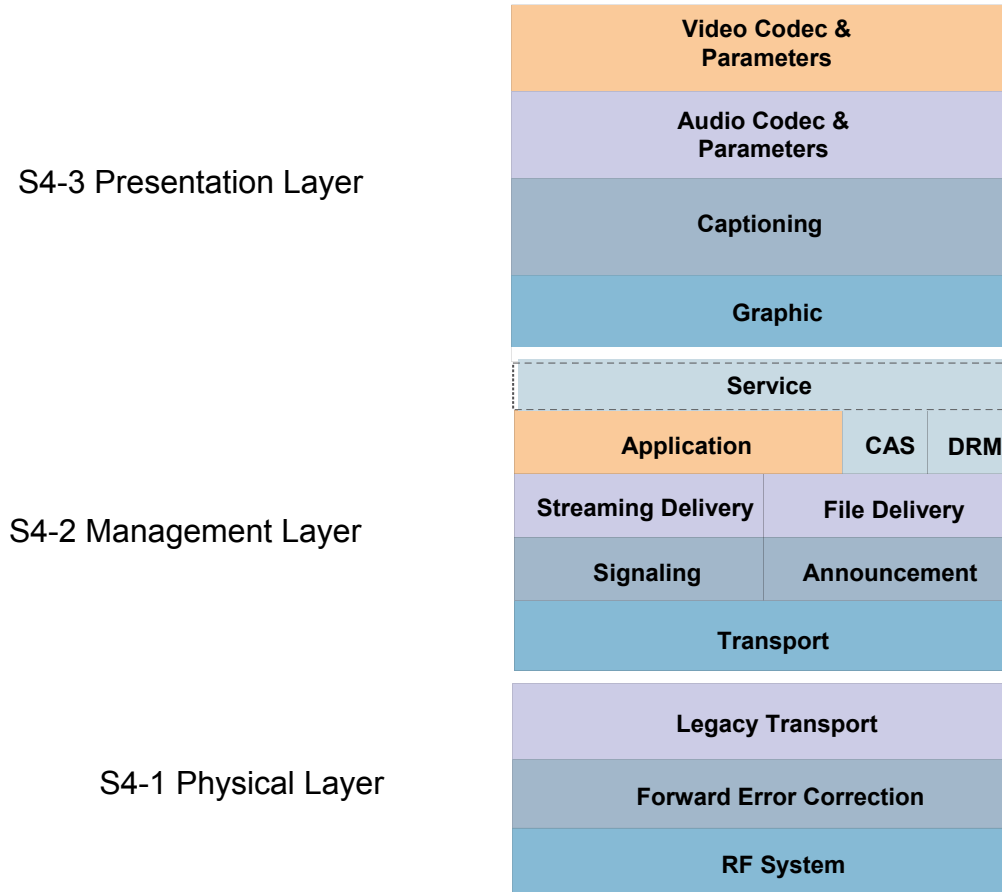 Video Codec &
Parameters
Audio Codec &
Parameters
S4-3 Presentation Layer
Captioning
Graphic
Service
Application CAS DRM
Streaming Delivery File Delivery
S4-2 Management Layer
Signaling Announcement
Transport
Legacy Transport
S4-1 Physical Layer
Forward Error Correction
RF System